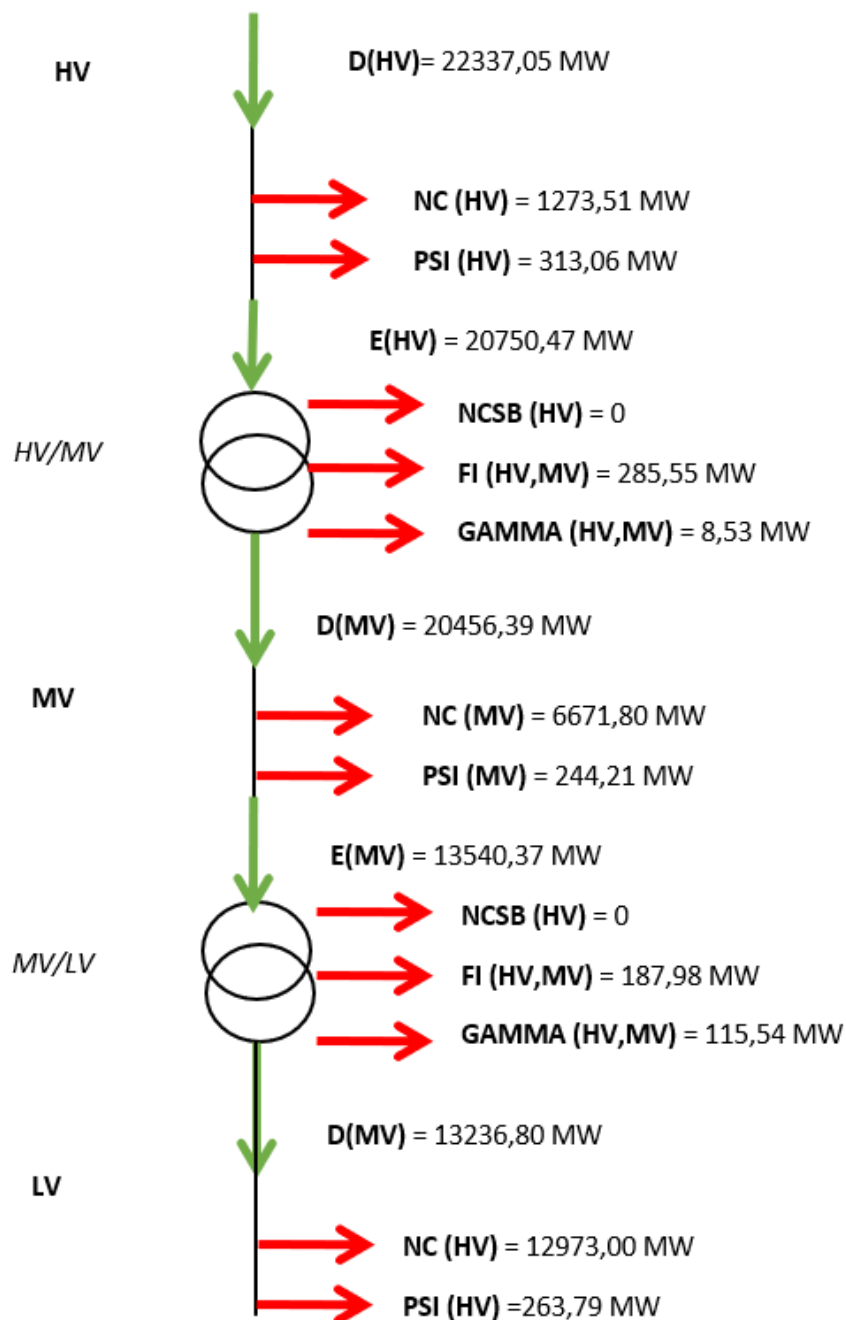 HV
D(HV)= 22337,05 MW
NC (HV) = 1273,51 MW
PSI (HV) = 313,06 MW
E(HV) = 20750,47 MW
HV/MV
NCSB (HV) = 0
FI (HV,MV) = 285,55 MW
GAMMA (HV,MV) = 8,53 MW
D(MV) = 20456,39 MW
MV
NC (MV) = 6671,80 MW
PSI (MV) = 244,21 MW
E(MV) = 13540,37 MW
MV/LV
NCSB (HV) = 0
FI (HV,MV) = 187,98 MW
GAMMA (HV,MV) = 115,54 MW
D(MV) = 13236,80 MW
LV
NC (HV) = 12973,00 MW
PSI (HV) =263,79 MW